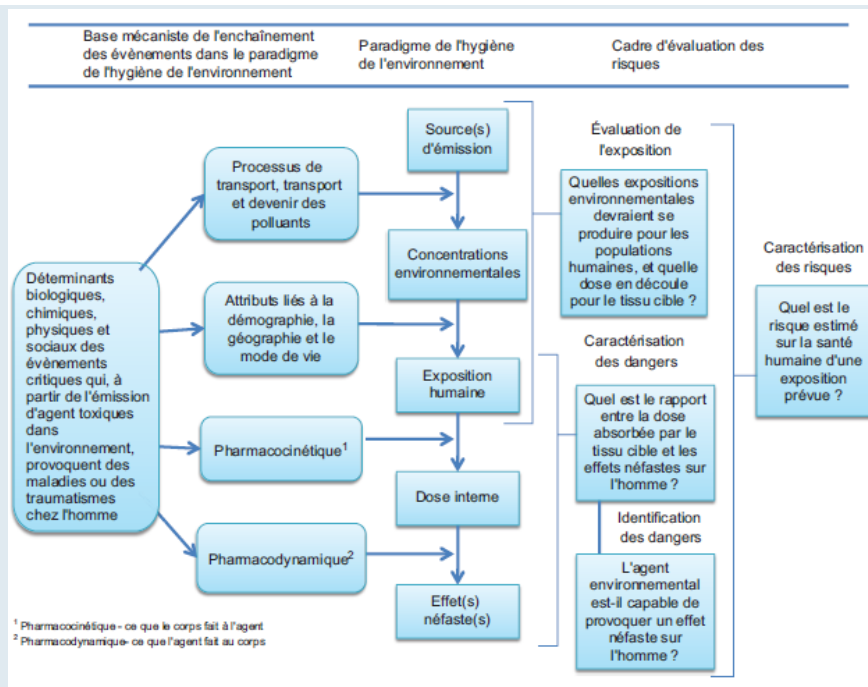 Base mécaniste de l'enchaînement
des évènements dans le paradigme
de l'hygiène de l'environnement
Paradigme de l'hygiène
de l'environnement
Cadre d'évaluation des
risques
Source(s)
d'émission
Processus de
transport, transport
et devenir des
polluants
Concentrations
environnementales
Déterminants
biologiques,
chimiques,
physiques et
sociaux des
évènements
critiques qui, à
partir de l'émission
d'agent toxiques
dans
l'environnement,
provoquent des
maladies ou des
traumatismes
chez l'homme
Attributs liés à la
démographie, la
géographie et le
mode de vie
Exposition
humaine
Pharmacocinétique¹
Dose interne
Pharmacodynamique²
Effet(s)
néfaste(s)
Évaluation de
l'exposition
Quelles expositions
environnementales
devraient se
produire pour les
populations
humaines, et quelle
dose en découle
pour le tissu cible ?
Caractérisation
des dangers
Quel est le rapport
entre la dose
absorbée par le
tissu cible et les
effets néfastes sur
l'homme ?
Identification
des dangers
L'agent
environnemental
est-il capable de
provoquer un effet
néfaste sur
l'homme ?
Caractérisation
des risques
Quel est le
risque estimé
sur la santé
humaine d'une
exposition
prévue ?
¹ Pharmacocinétique - ce que le corps fait à l'agent
² Pharmacodynamique- ce que l'agent fait au corps